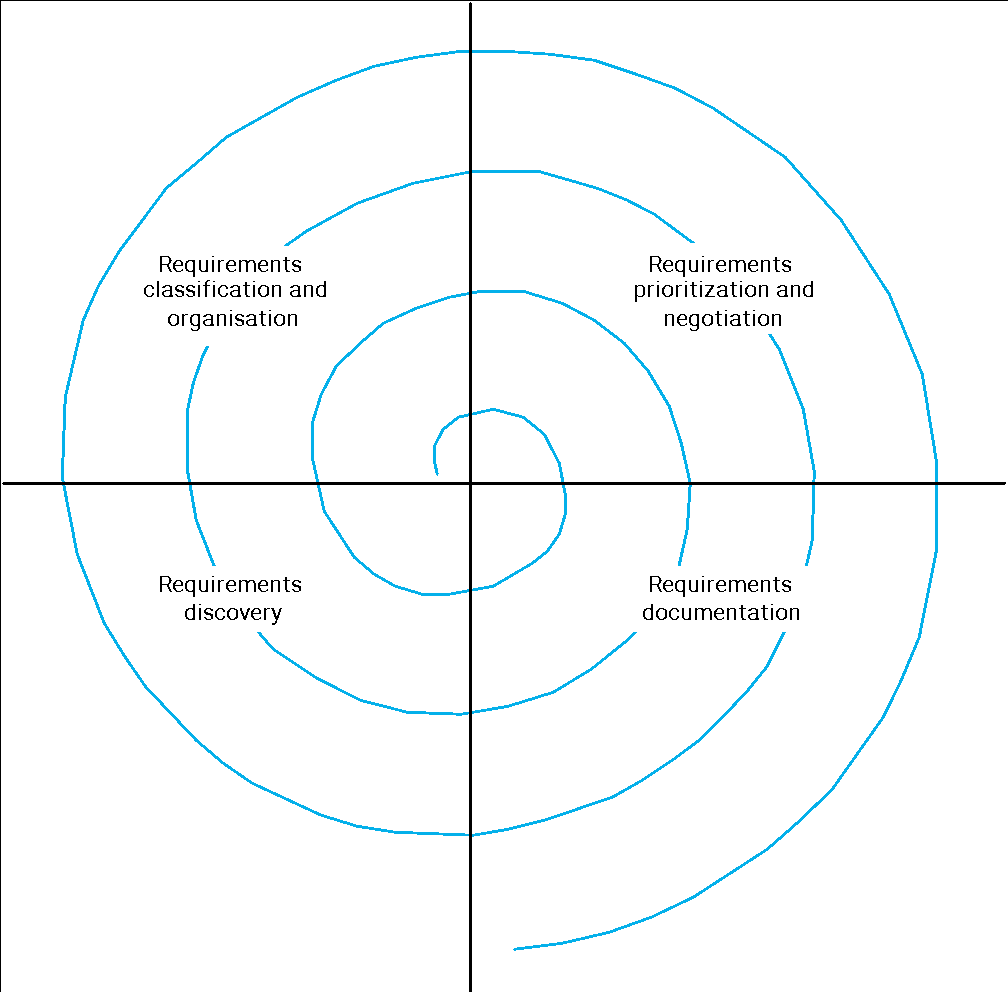 Requirements
classification and
organisation
Requirements
prioritization and
negotiation
Requirements
discovery
Requirements
documentation